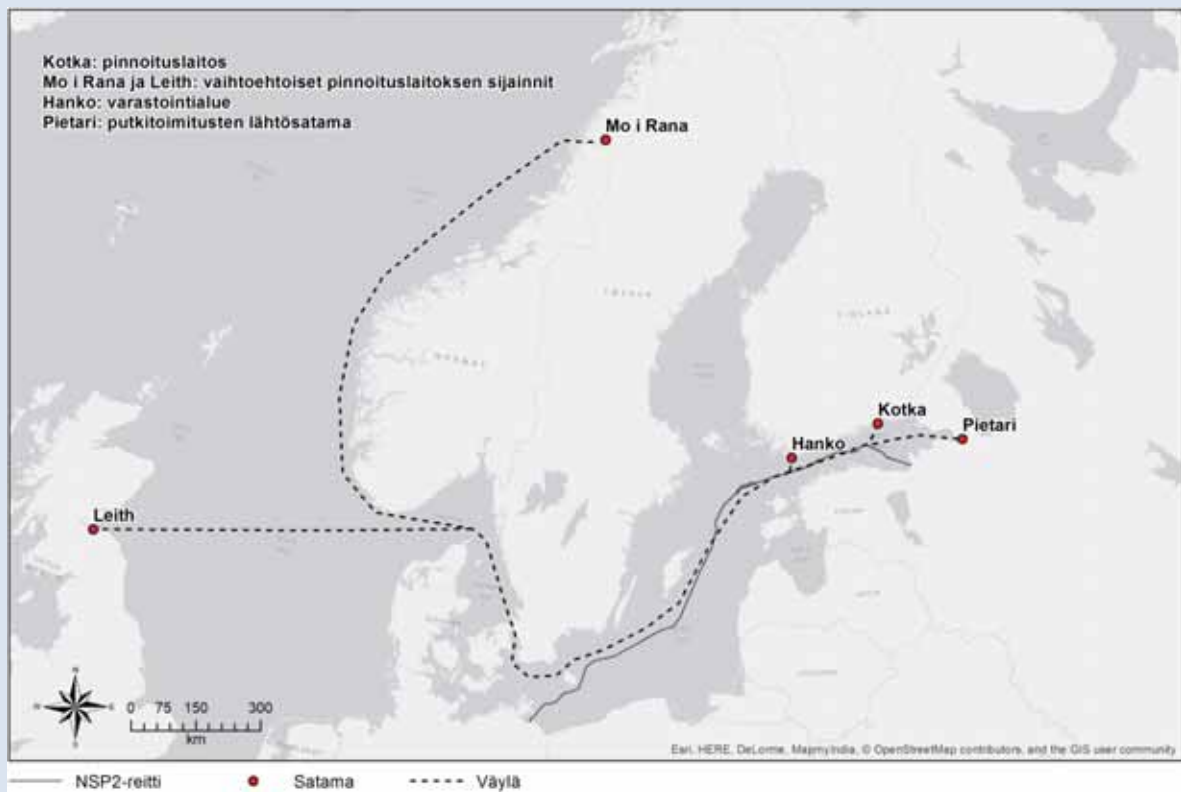 Kotka: pinnoituslaitos
Mo i Rana ja Leith: vaihtoehtoiset pinnoituslaitoksen sijainnit
Hanko: varastointialue
Pietari: putkitoimitusten lähtösatama
Mo i Rana
Kotka
Pietari
Hanko
Leith
NORWAY
FINLAND
0 75 150 300
km
Esri, HERE, DeLorme, MapmyIndia, © OpenStreetMap contributors, and the GIS user community
NSP2-reitti
Satama
Väylä